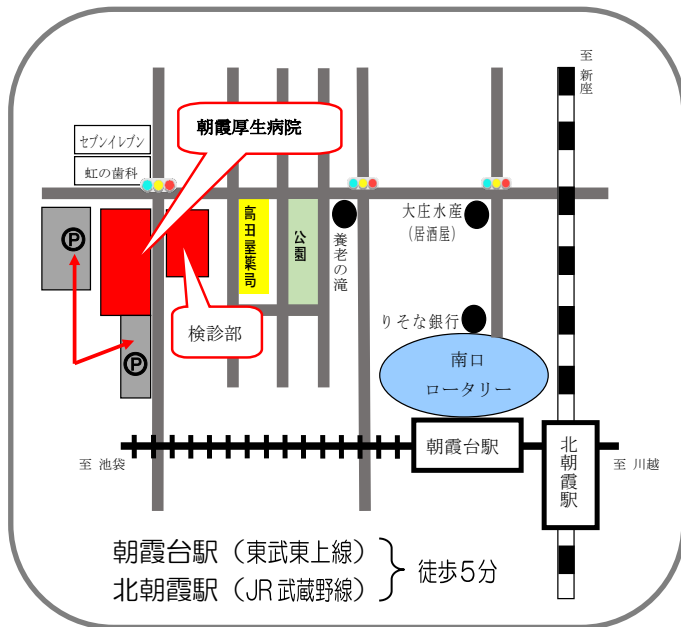 至
新座
セブンイレブン
朝霞厚生病院
虹の歯科
P
高田屋薬局
公園
養老の滝
大庄水産
(居酒屋)
検診部
りそな銀行
P
南口
ロータリー
至 池袋
朝霞台駅
北朝霞駅
至 川越
朝霞台駅（東武東上線）
北朝霞駅（JR武蔵野線）
徒歩5分